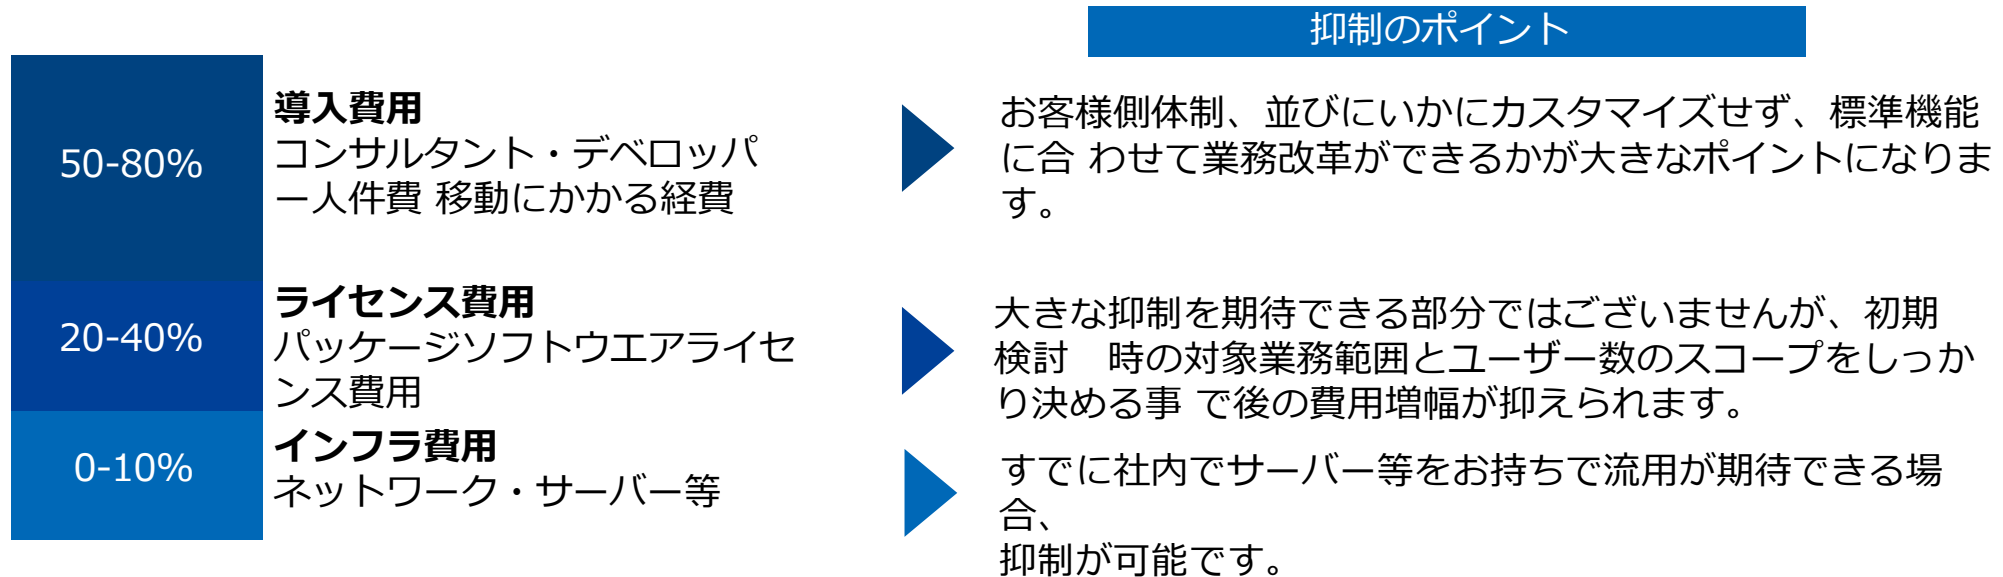 抑制のポイント
50-80%
導入費用
コンサルタント・デベロッパ
ー人件費 移動にかかる経費
お客様側体制、並びにいかにカスタマイズせず、標準機能
に合 わせて業務改革ができるかが大きなポイントになりま
す。
20-40%
ライセンス費用
パッケージソフトウエアライセ
ンス費用
大きな抑制を期待できる部分ではございませんが、初期
検討　時の対象業務範囲とユーザー数のスコープをしっか
り決める事 で後の費用増幅が抑えられます。
0-10%
インフラ費用
ネットワーク・サーバー等
すでに社内でサーバー等をお持ちで流用が期待できる場
合、
抑制が可能です。